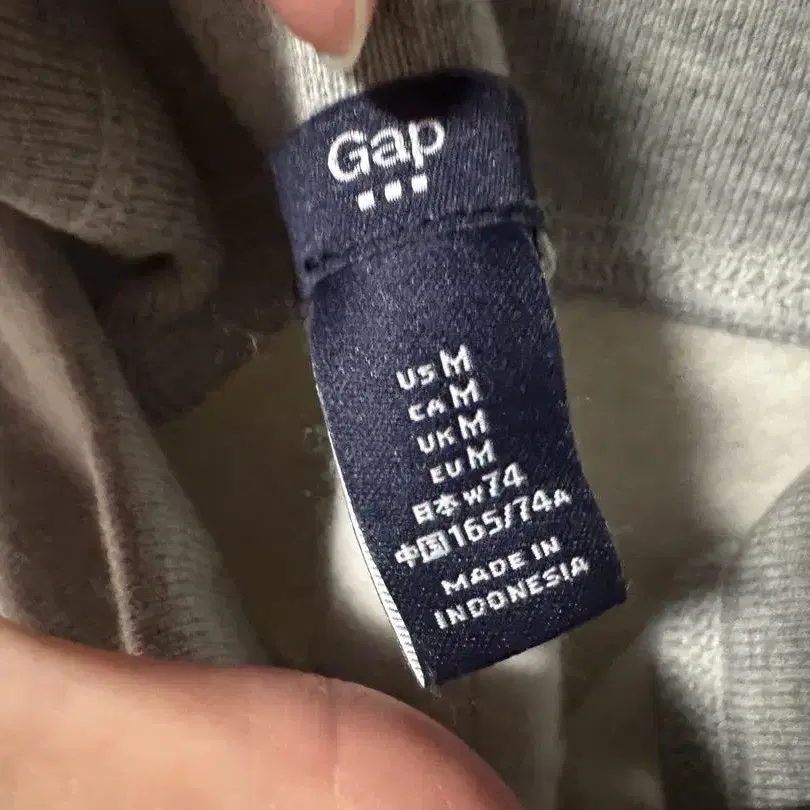 Gap
US M
CA M
UK M
EU M
日本 W74
中国 165/74A
MADE IN
INDONESIA